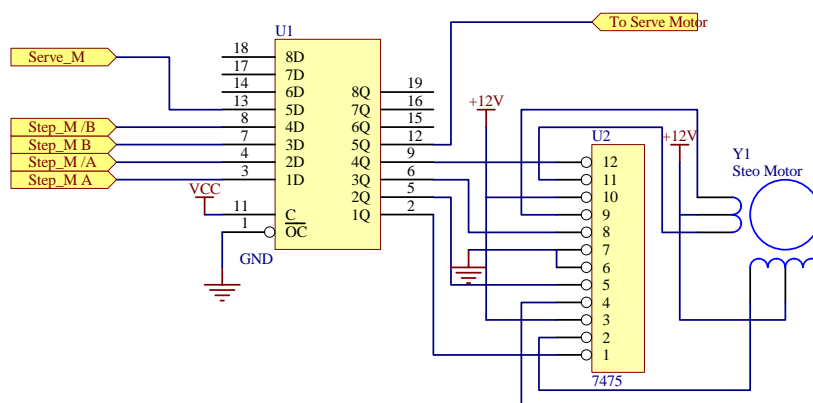 To Serve Motor
U1
Serve_M
18 8D
17 7D
14 6D 8Q 19
13 5D 7Q 16
Step_M /B 8 4D 6Q 15
Step_M B 7 3D 5Q 12
Step_M /A 4 2D 4Q 9
Step_M A 3 1D 3Q 6
2Q 5
VCC 11 C 1Q 2
1 OC
GND
+12V
U2
+12V
Y1
Steo Motor
12
11
10
9
8
7
6
5
4
3
2
1
7475